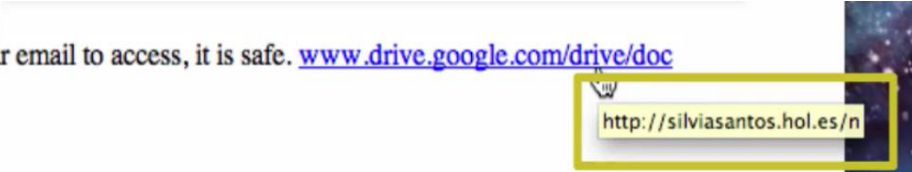 r email to access, it is safe. www.drive.google.com/drive/doc
http://silviasantos.hol.es/n